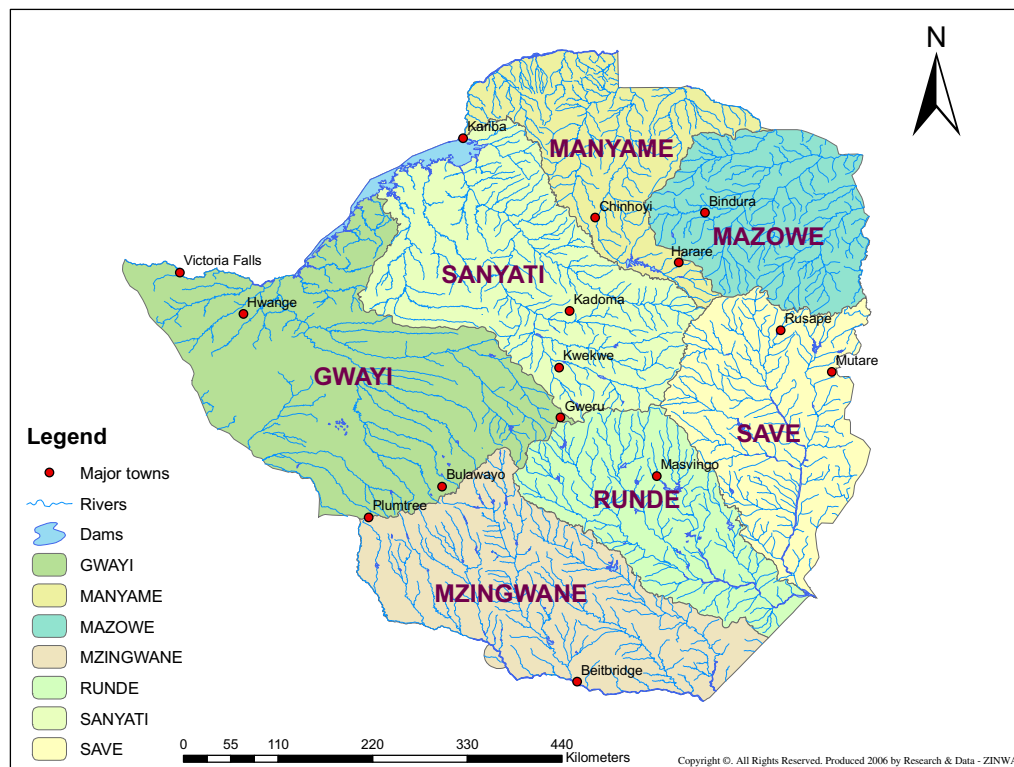 N
Kariba
MANYAME
Chinhoyi
Bindura
MAZOWE
Harare
Victoria Falls
SANYATI
Hwange
Kadoma
Rusape
Kwekwe
Mutare
GWAYI
Gweru
SAVE
Legend
Major towns
Masvingo
Bulawayo
RUNDE
Rivers
Plumtree
Dams
GWAYI
MANYAME
MZINGWANE
MAZOWE
MZINGWANE
Beitbridge
RUNDE
SANYATI
SAVE
0 55 110 220 330 440
Kilometers
Copyright ©. All Rights Reserved. Produced 2006 by Research & Data - ZINWA